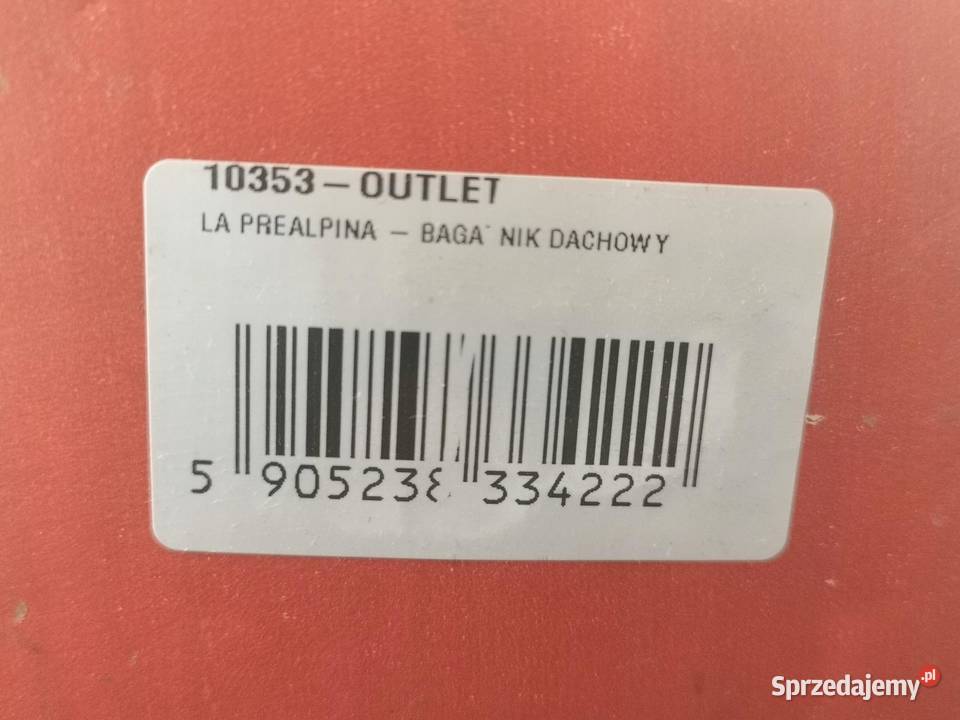 10353-OUTLET
LA PREALPINA - BAGA NIK DACHOWY
5 905238 334222
Sprzedajemy.pl